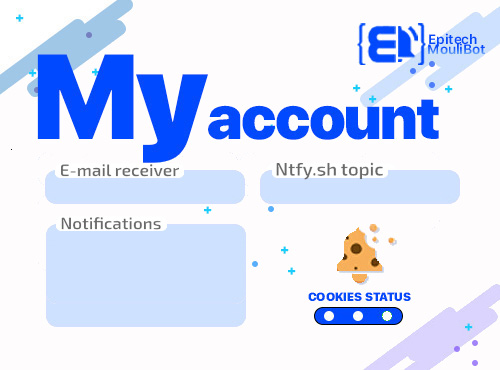 Epitech
MouliBot
My account
E-mail receiver
Ntfy.sh topic
Notifications
COOKIES STATUS